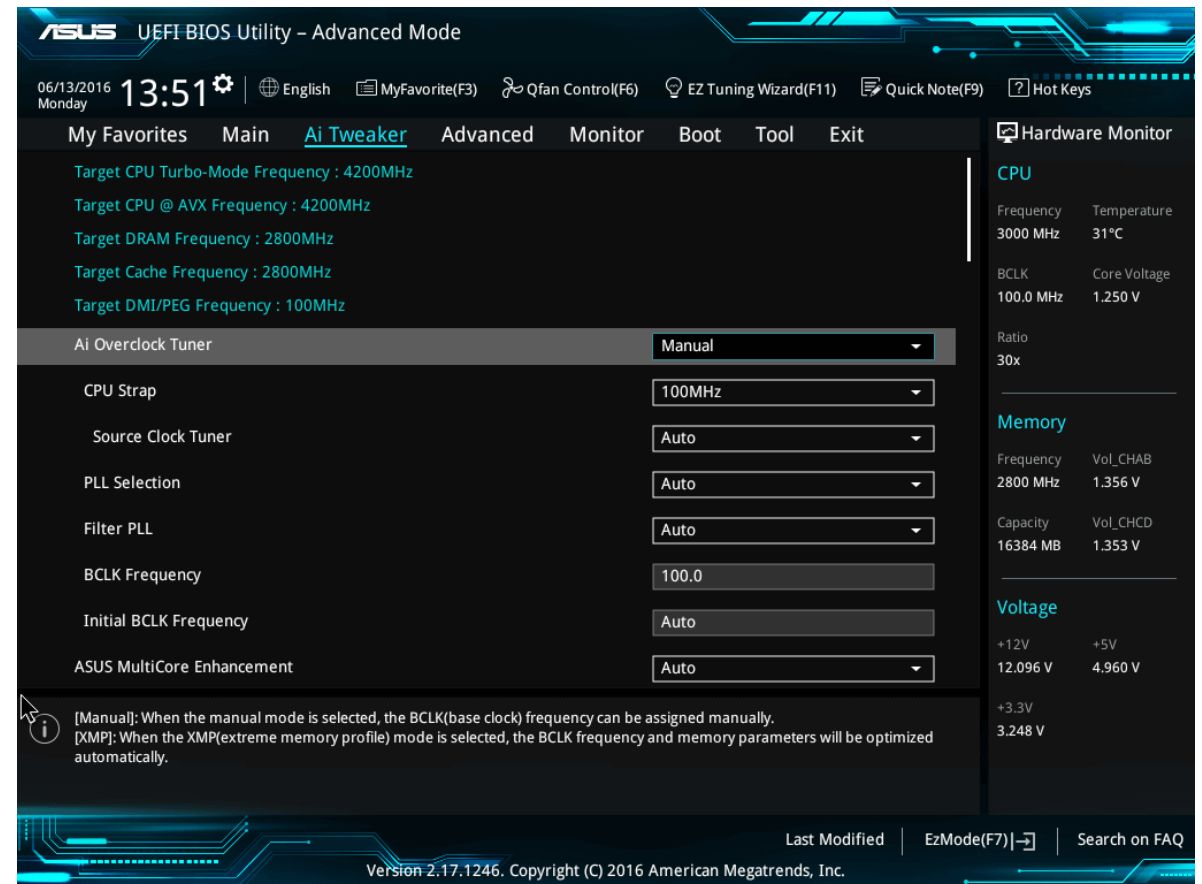 ASUS UEFI BIOS Utility – Advanced Mode
06/13/2016 Monday 13:51 English MyFavorite(F3) Qfan Control(F6) EZ Tuning Wizard(F11) Quick Note(F9) ? Hot Keys
My Favorites Main Ai Tweaker Advanced Monitor Boot Tool Exit
Target CPU Turbo-Mode Frequency : 4200MHz
Target CPU @ AVX Frequency : 4200MHz
Target DRAM Frequency : 2800MHz
Target Cache Frequency : 2800MHz
Target DMI/PEG Frequency : 100MHz
Ai Overclock Tuner Manual
CPU Strap 100MHz
Source Clock Tuner Auto
PLL Selection Auto
Filter PLL Auto
BCLK Frequency 100.0
Initial BCLK Frequency Auto
ASUS MultiCore Enhancement Auto
[Manual]: When the manual mode is selected, the BCLK(base clock) frequency can be assigned manually.
[XMP]: When the XMP(extreme memory profile) mode is selected, the BCLK frequency and memory parameters will be optimized
automatically.
Hardware Monitor
CPU
Frequency Temperature
3000 MHz 31°C
BCLK Core Voltage
100.0 MHz 1.250 V
Ratio
30x
Memory
Frequency Vol_CHAB
2800 MHz 1.356 V
Capacity Vol_CHCD
16384 MB 1.353 V
Voltage
+12V +5V
12.096 V 4.960 V
+3.3V
3.248 V
Last Modified EzMode(F7) Search on FAQ
Version 2.17.1246. Copyright (C) 2016 American Megatrends, Inc.